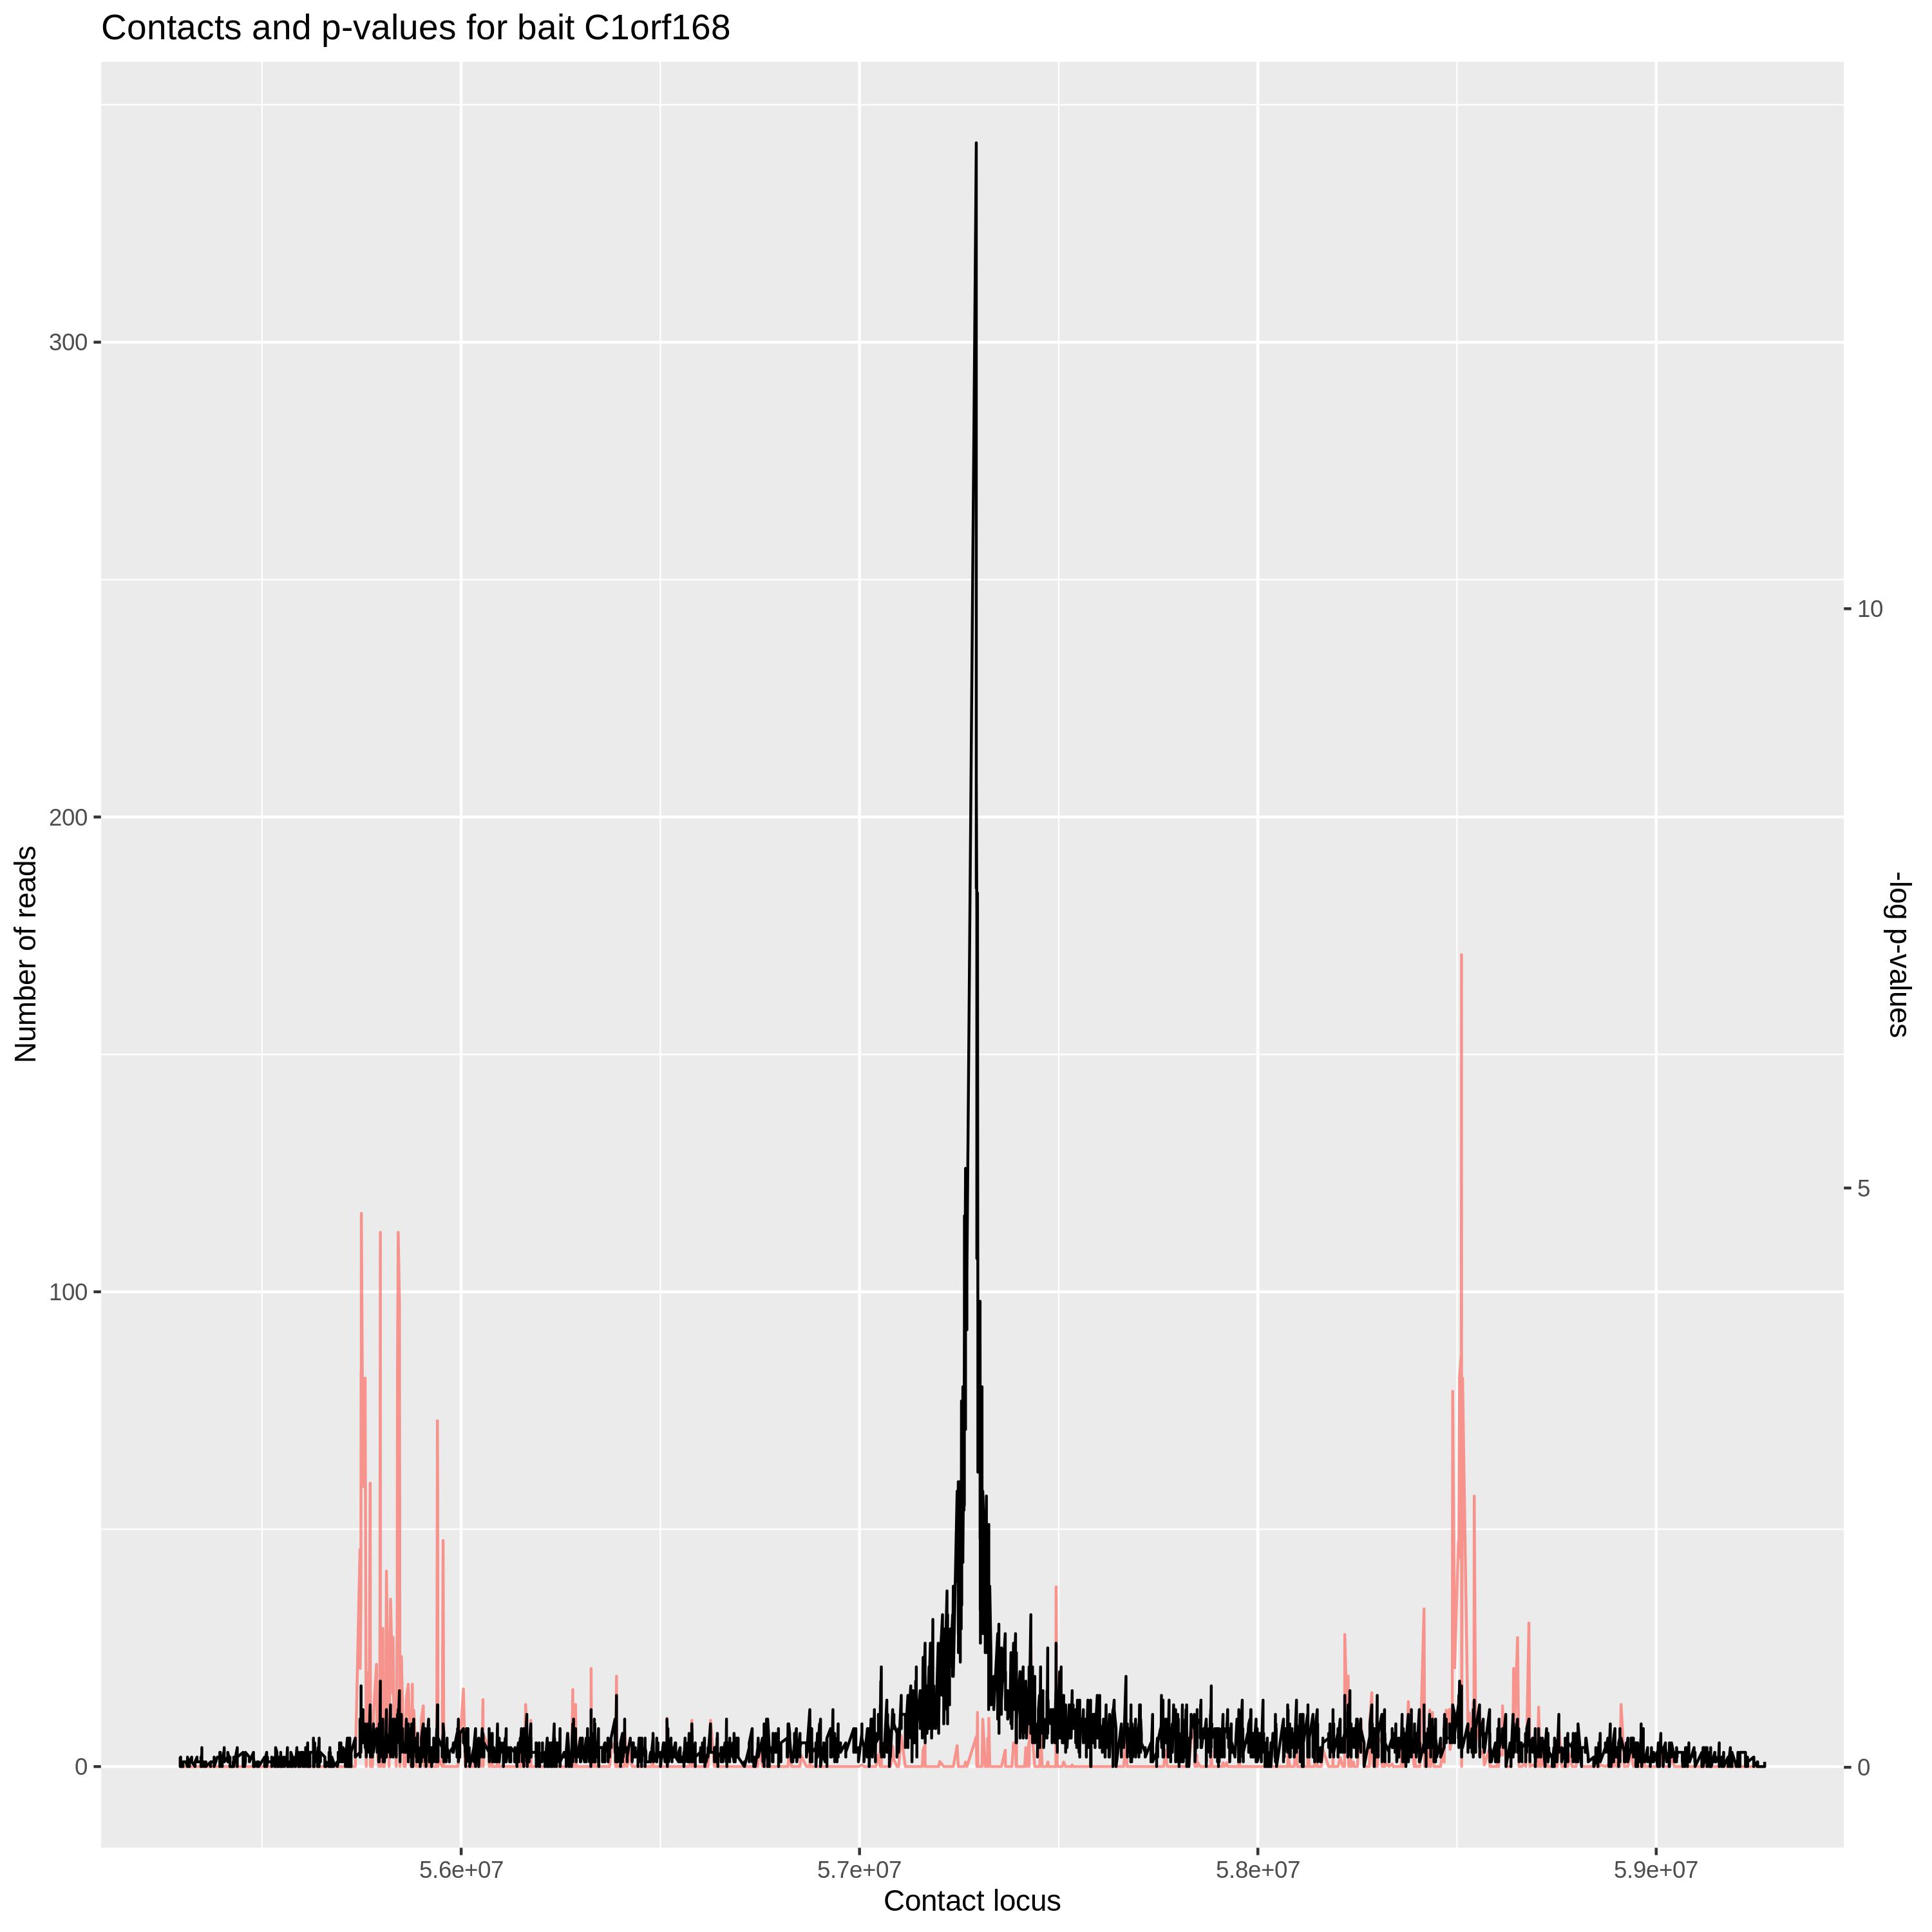 Contacts and p-values for bait C1orf168
Number of reads
300
200
100
0
10
5
0
-log p-values
5.6e+07
5.7e+07
5.8e+07
5.9e+07
Contact locus